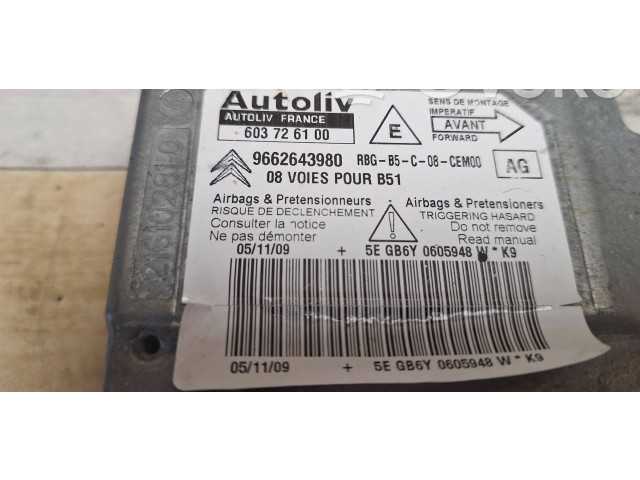 Autoliv
AUTOLIV FRANCE
603 72 61 00
E
SENS DE MONTAGE
IMPERATIF
AVANT
FORWARD
9662643980 RBG-B5-C-08-CEM00
AG
08 VOIES POUR B51
Airbags & Pretensionneurs
RISQUE DE DECLENCHEMENT
Consulter la notice
Ne pas démonter
Airbags & Pretensioners
TRIGGERING HASARD
Do not remove
Read manual
05/11/09 + 5E GB6Y 0605948 W * K9
05/11/09 + 5E GB6Y 0605948 W * K9